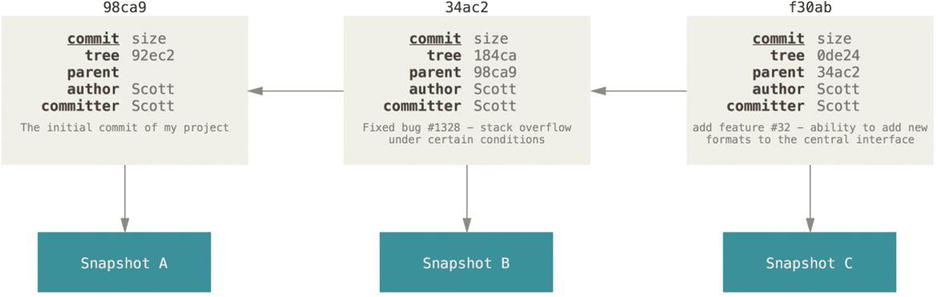 98ca9
commit size
tree 92ec2
parent
author Scott
committer Scott
The initial commit of my project
Snapshot A
34ac2
commit size
tree 184ca
parent 98ca9
author Scott
committer Scott
Fixed bug #1328 – stack overflow
under certain conditions
Snapshot B
f30ab
commit size
tree 0de24
parent 34ac2
author Scott
committer Scott
add feature #32 – ability to add new
formats to the central interface
Snapshot C